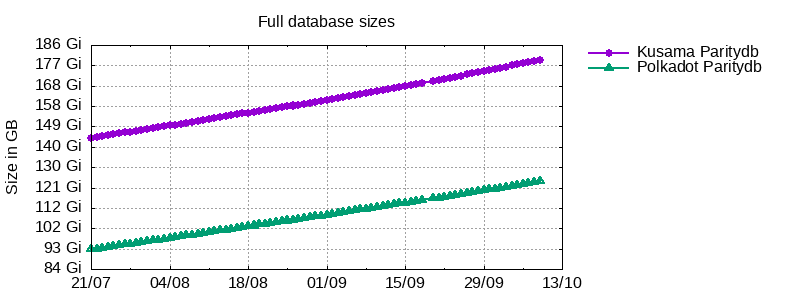 Full database sizes
Size in GB
186 Gi
177 Gi
168 Gi
158 Gi
149 Gi
140 Gi
130 Gi
121 Gi
112 Gi
102 Gi
93 Gi
84 Gi
21/07 04/08 18/08 01/09 15/09 29/09 13/10
Kusama Paritydb
Polkadot Paritydb